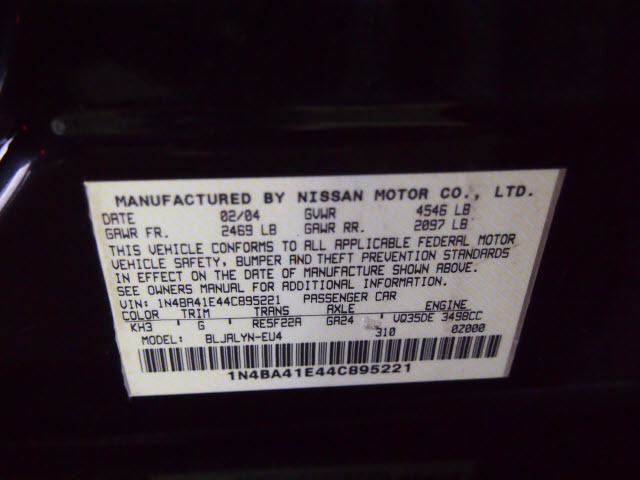 MANUFACTURED BY NISSAN MOTOR CO., LTD.
DATE 02/04 GVWR 4546 LB
GAWR FR. 2469 LB GAWR RR. 2097 LB
THIS VEHICLE CONFORMS TO ALL APPLICABLE FEDERAL MOTOR
VEHICLE SAFETY, BUMPER AND THEFT PREVENTION STANDARDS
IN EFFECT ON THE DATE OF MANUFACTURE SHOWN ABOVE.
SEE OWNERS MANUAL FOR ADDITIONAL INFORMATION.
VIN: 1N4BA41E44C895221 PASSENGER CAR
COLOR TRIM TRANS AXLE ENGINE
KH3 G RE5F22A GA24 VQ35DE 3498CC
MODEL: BLJALYN-EU4 310 02000
1N4BA41E44C895221